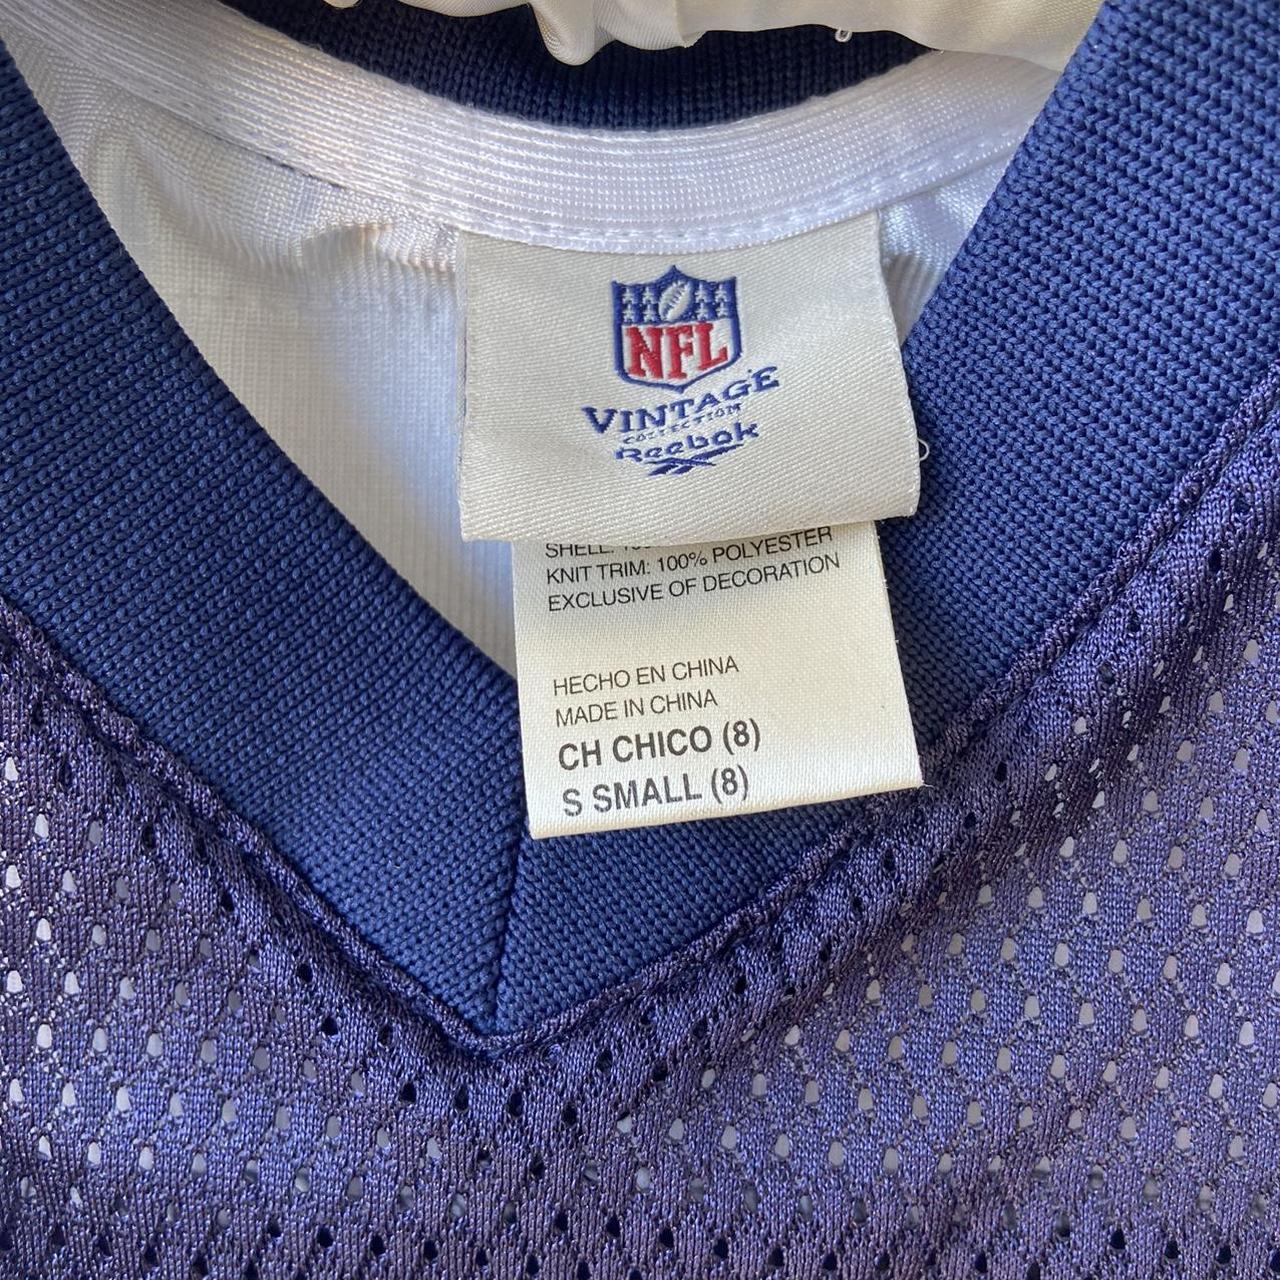 NFL
VINTAGE
COLLECTION
Reebok
SHELL:
KNIT TRIM: 100% POLYESTER
EXCLUSIVE OF DECORATION
HECHO EN CHINA
MADE IN CHINA
CH CHICO (8)
S SMALL (8)